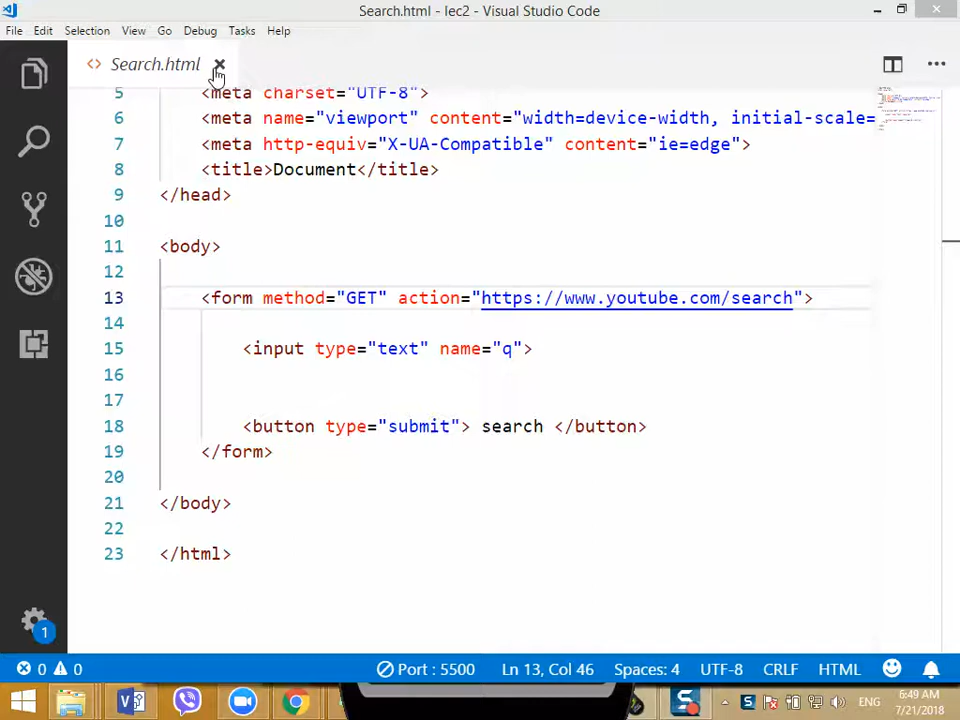 Search.html - lec2 - Visual Studio Code
File Edit Selection View Go Debug Tasks Help
<> Search.html
5 <meta charset="UTF-8">
6 <meta name="viewport" content="width=device-width, initial-scale=
7 <meta http-equiv="X-UA-Compatible" content="ie=edge">
8 <title>Document</title>
9 </head>
10
11 <body>
12
13 <form method="GET" action="https://www.youtube.com/search">
14
15 <input type="text" name="q">
16
17
18 <button type="submit"> search </button>
19 </form>
20
21 </body>
22
23 </html>
1
0 0 Port : 5500 Ln 13, Col 46 Spaces: 4 UTF-8 CRLF HTML
ENG 6:49 AM
7/21/2018